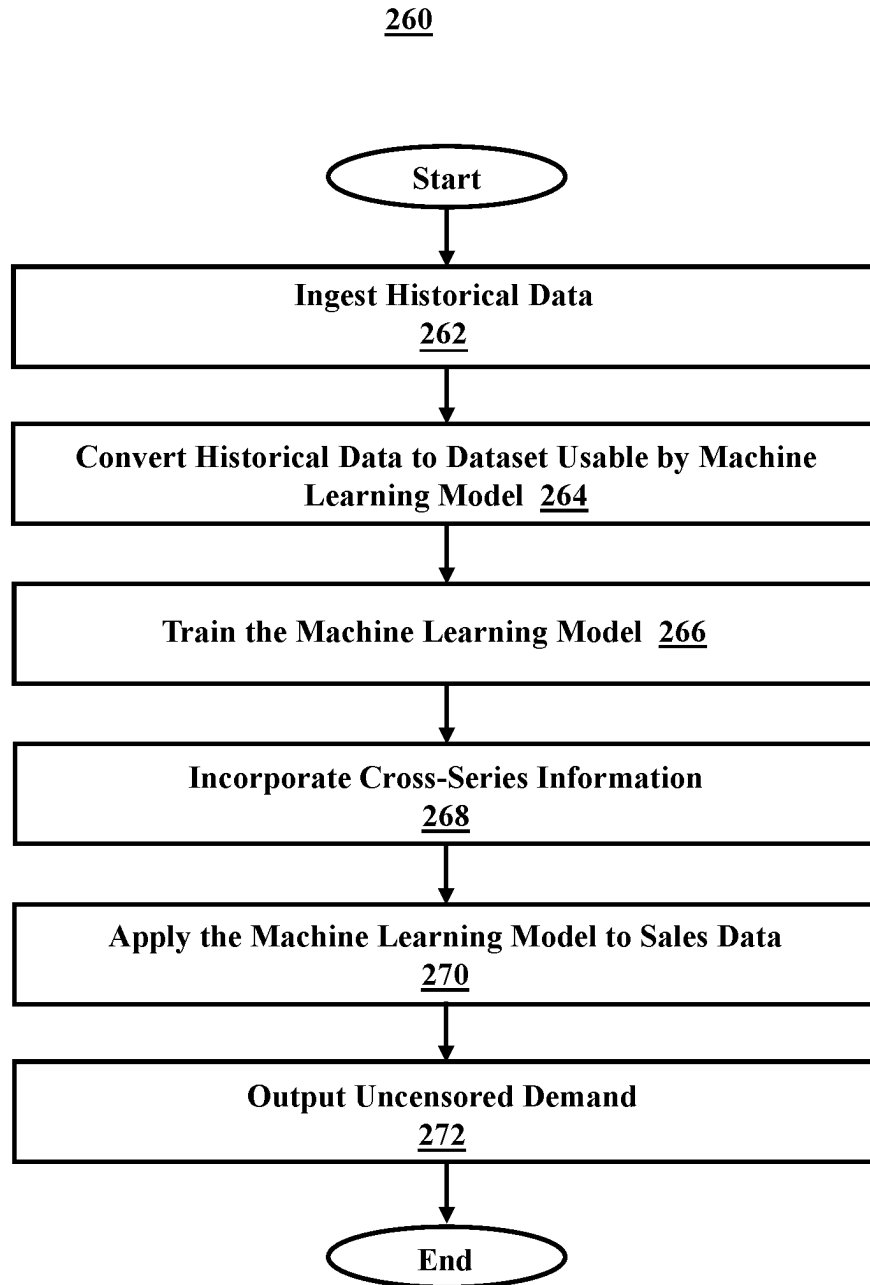 260
Start
Ingest Historical Data
262
Convert Historical Data to Dataset Usable by Machine
Learning Model 264
Train the Machine Learning Model 266
Incorporate Cross-Series Information
268
Apply the Machine Learning Model to Sales Data
270
Output Uncensored Demand
272
End